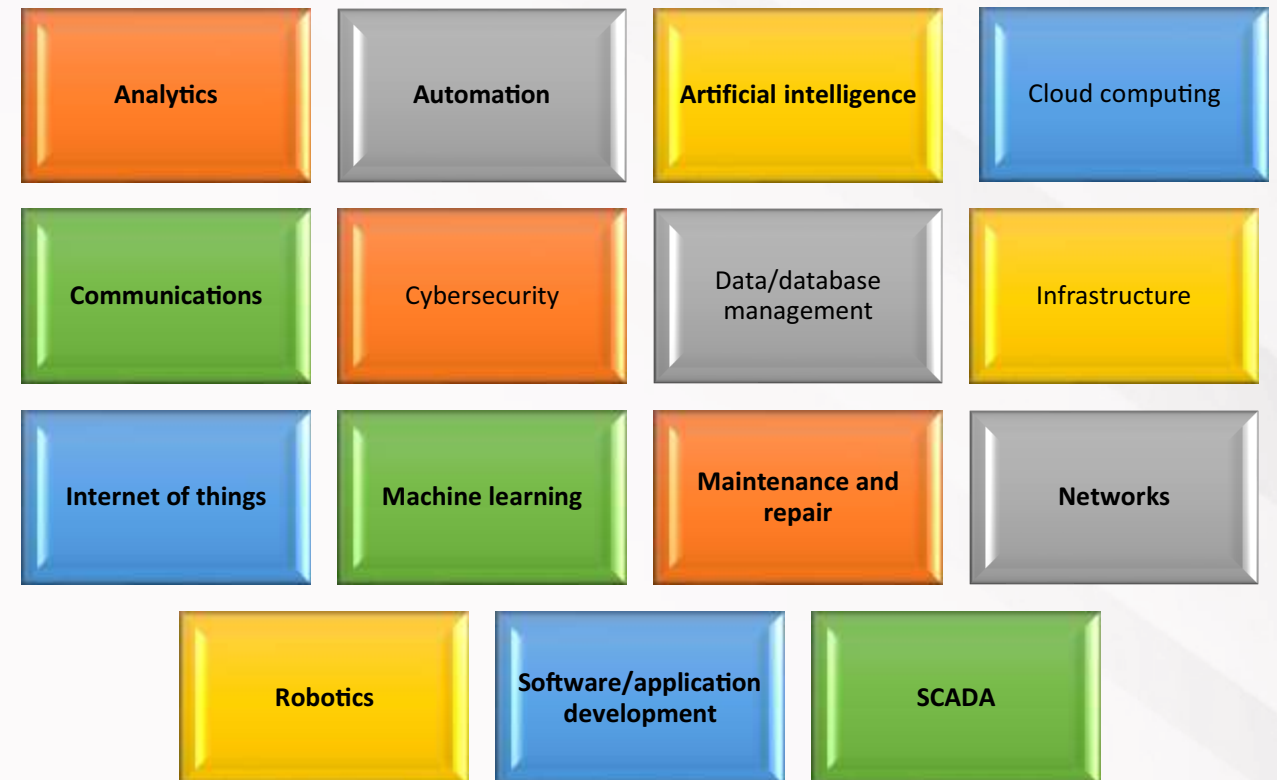 Analytics
Automation
Artificial intelligence
Cloud computing
Communications
Cybersecurity
Data/database
management
Infrastructure
Internet of things
Machine learning
Maintenance and
repair
Networks
Robotics
Software/application
development
SCADA